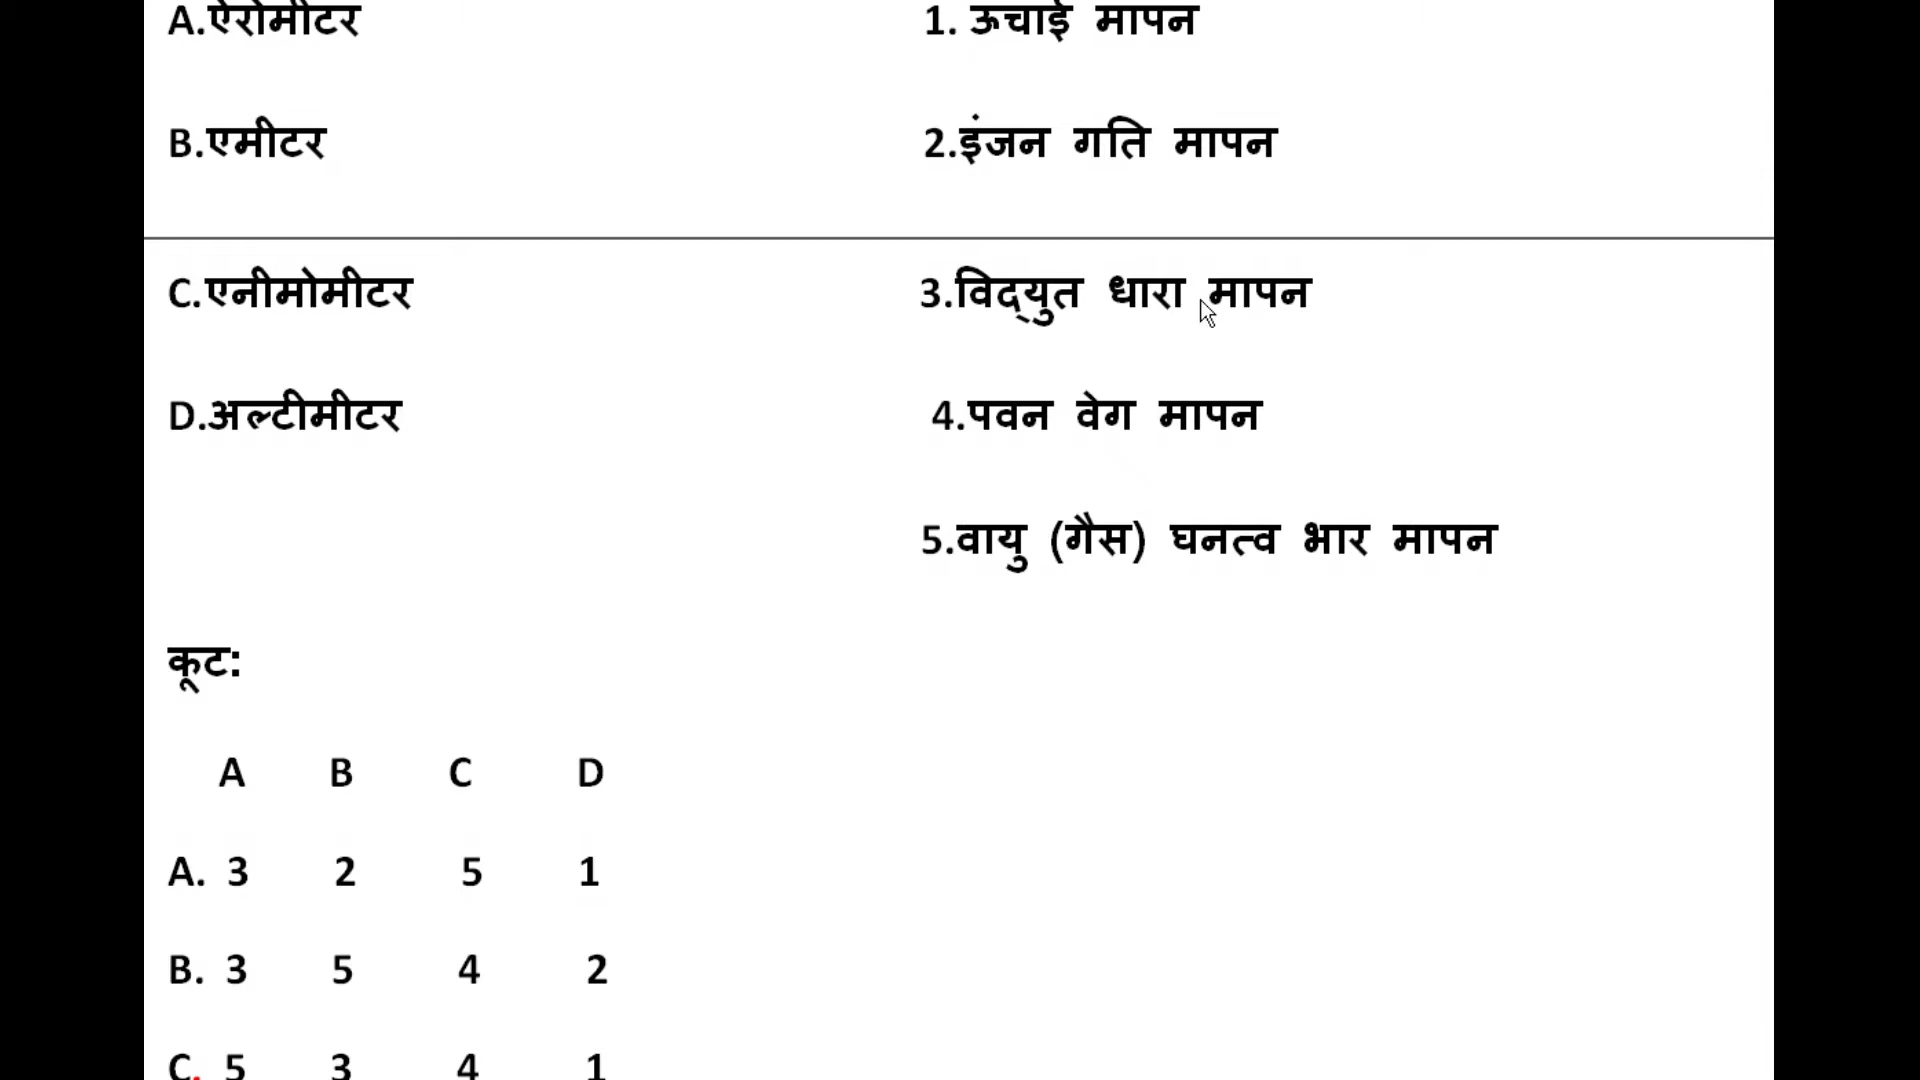 A.ऐरोमीटर 1. ऊचाई मापन
B.एमीटर 2.इंजन गति मापन
C.एनीमोमीटर 3.विद्युत धारा मापन
D.अल्टीमीटर 4.पवन वेग मापन
5.वायु (गैस) घनत्व भार मापन
कूट:
A B C D
A. 3 2 5 1
B. 3 5 4 2
C. 5 3 4 1